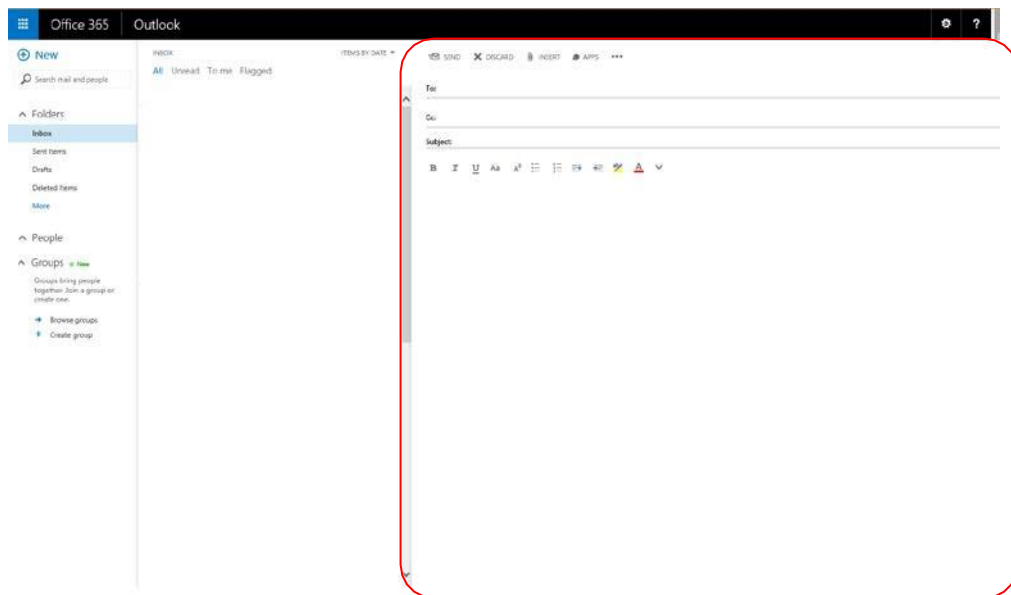 Office 365 Outlook ?
New
Search mail and people
Folders
Inbox
Sent Items
Drafts
Deleted Items
More
People
Groups New
Groups bring people
together. Join a group or
create one.
Browse groups
Create group
INBOX ITEMS BY DATE
All Unread To me Flagged
SEND DISCARD INSERT APPS •••
To:
Cc:
Subject:
B I U Aa A